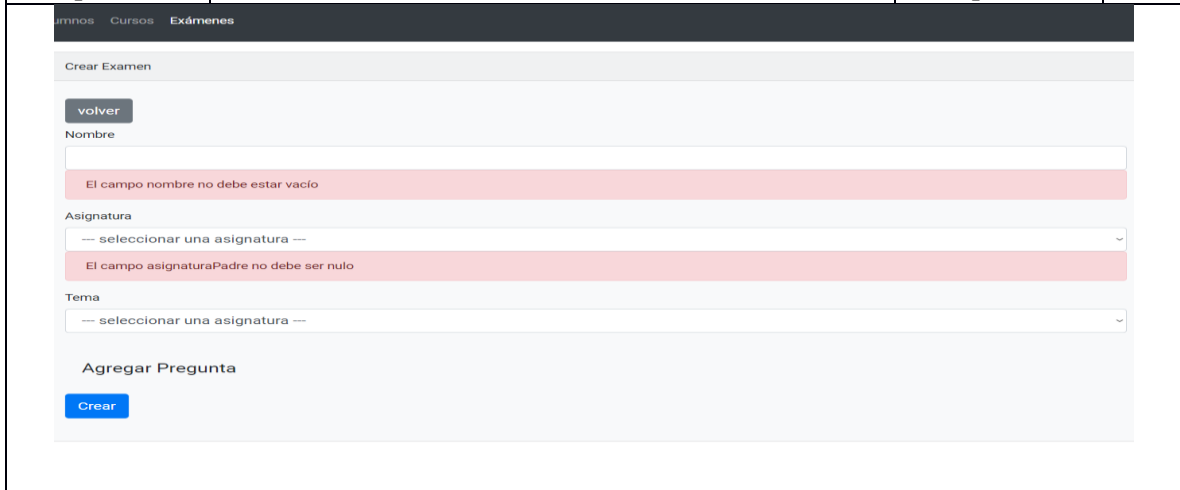 umnos Cursos Exámenes
Crear Examen
volver
Nombre
El campo nombre no debe estar vacío
Asignatura
--- seleccionar una asignatura ---
El campo asignaturaPadre no debe ser nulo
Tema
--- seleccionar una asignatura ---
Agregar Pregunta
Crear